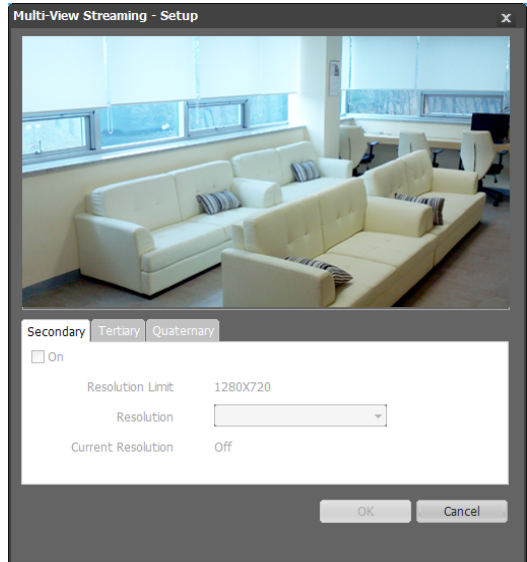 Multi-View Streaming - Setup x
Secondary Tertiary Quaternary
On
Resolution Limit 1280X720
Resolution
Current Resolution Off
OK Cancel